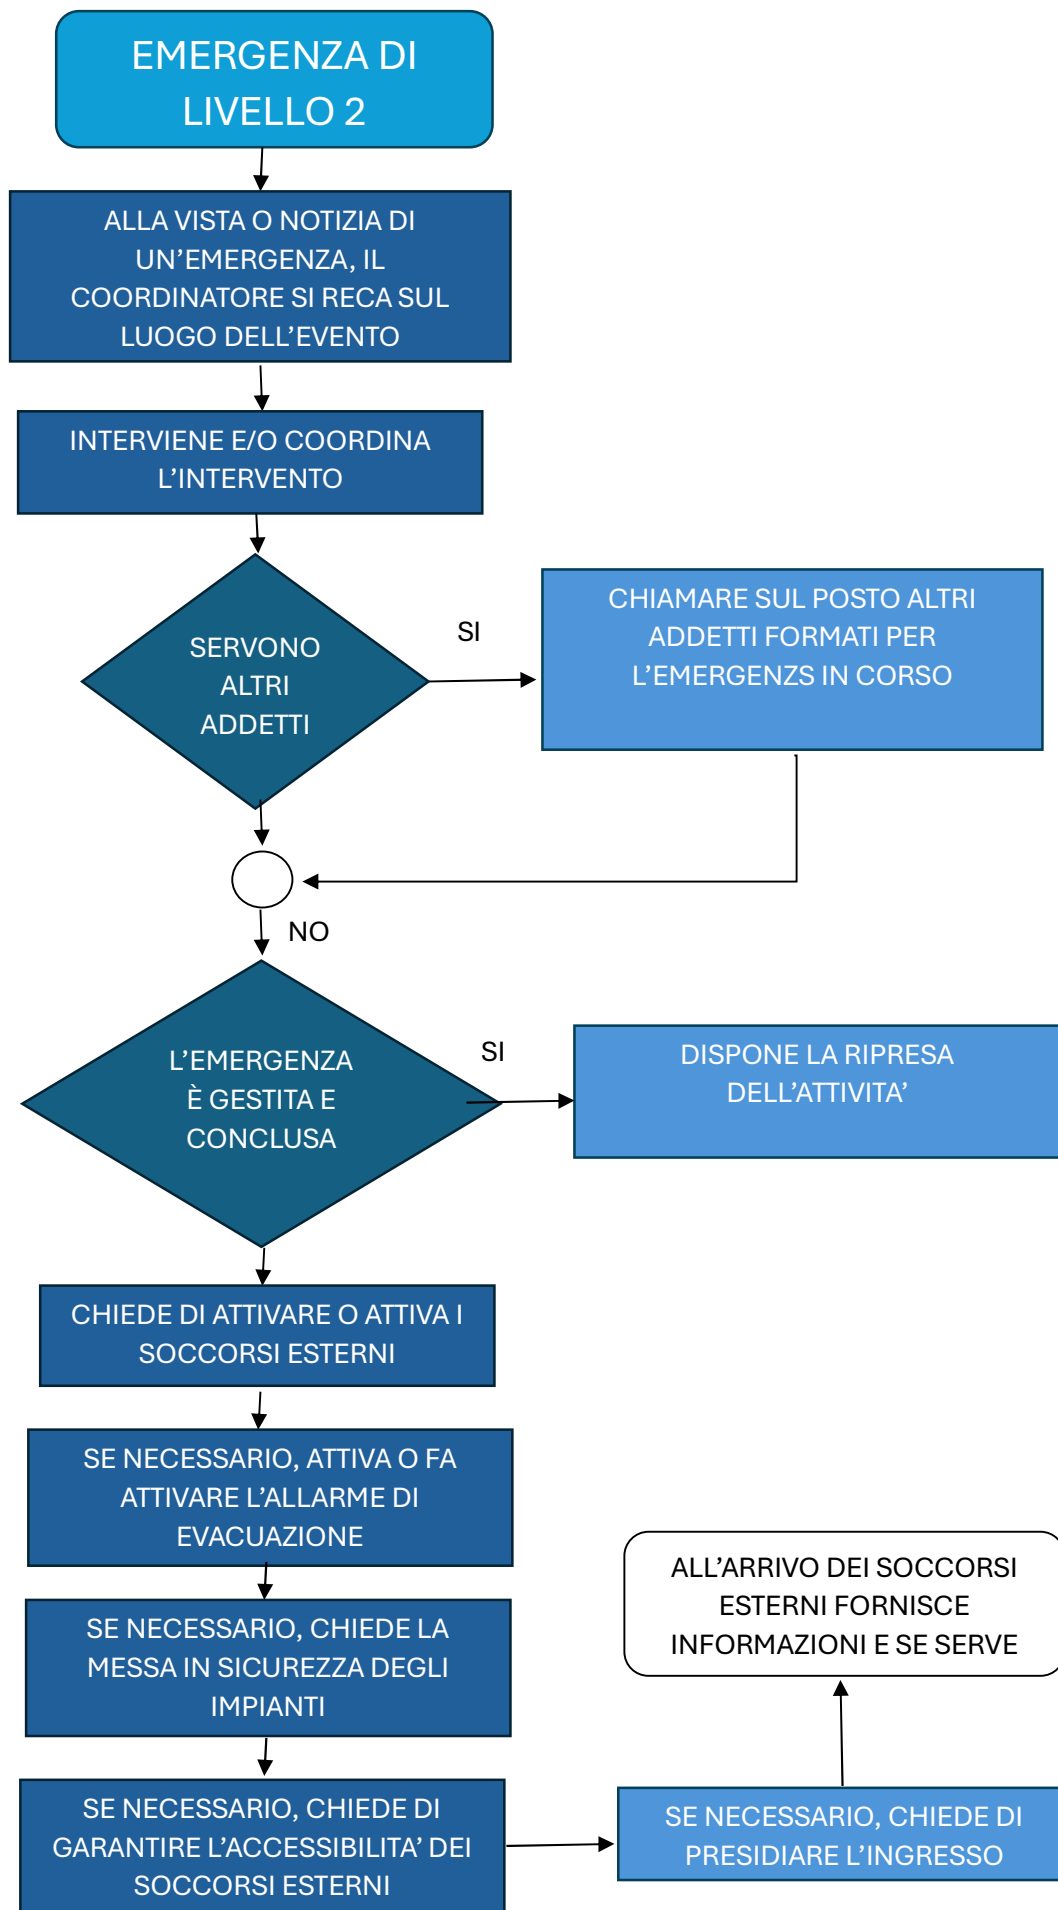 EMERGENZA DI
LIVELLO 2
ALLA VISTA O NOTIZIA DI
UN’EMERGENZA, IL
COORDINATORE SI RECA SUL
LUOGO DELL’EVENTO
INTERVIENE E/O COORDINA
L’INTERVENTO
SERVONO
ALTRI
ADDETTI
SI
CHIAMARE SUL POSTO ALTRI
ADDETTI FORMATI PER
L’EMERGENZS IN CORSO
NO
L’EMERGENZA
È GESTITA E
CONCLUSA
SI
DISPONE LA RIPRESA
DELL’ATTIVITA’
CHIEDE DI ATTIVARE O ATTIVA I
SOCCORSI ESTERNI
SE NECESSARIO, ATTIVA O FA
ATTIVARE L’ALLARME DI
EVACUAZIONE
SE NECESSARIO, CHIEDE LA
MESSA IN SICUREZZA DEGLI
IMPIANTI
SE NECESSARIO, CHIEDE DI
GARANTIRE L’ACCESSIBILITA’ DEI
SOCCORSI ESTERNI
SE NECESSARIO, CHIEDE DI
PRESIDIARE L’INGRESSO
ALL’ARRIVO DEI SOCCORSI
ESTERNI FORNISCE
INFORMAZIONI E SE SERVE